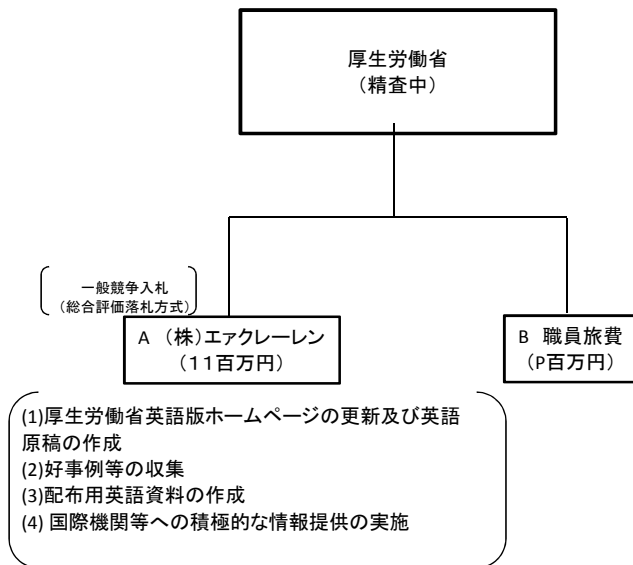 厚生労働省
（精査中）
一般競争入札
（総合評価落札方式）
A （株）エァクレーレン
（１１百万円）
B 職員旅費
（P百万円）
(1)厚生労働省英語版ホームページの更新及び英語
原稿の作成
(2)好事例等の収集
(3)配布用英語資料の作成
(4) 国際機関等への積極的な情報提供の実施